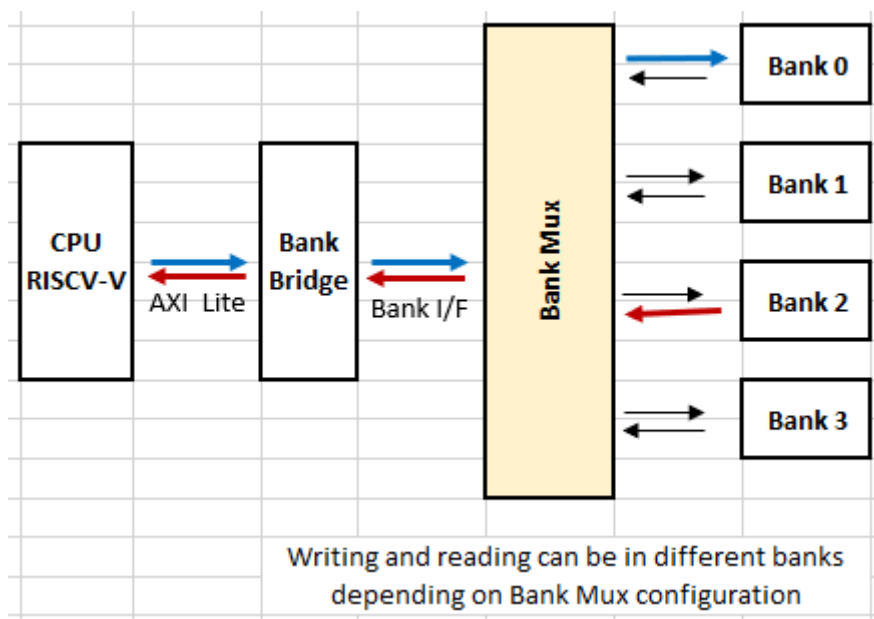 Bank 0
Bank 1
CPU
RISCV-V
AXI Lite
Bank
Bridge
Bank I/F
Bank Mux
Bank 2
Bank 3
Writing and reading can be in different banks
depending on Bank Mux configuration